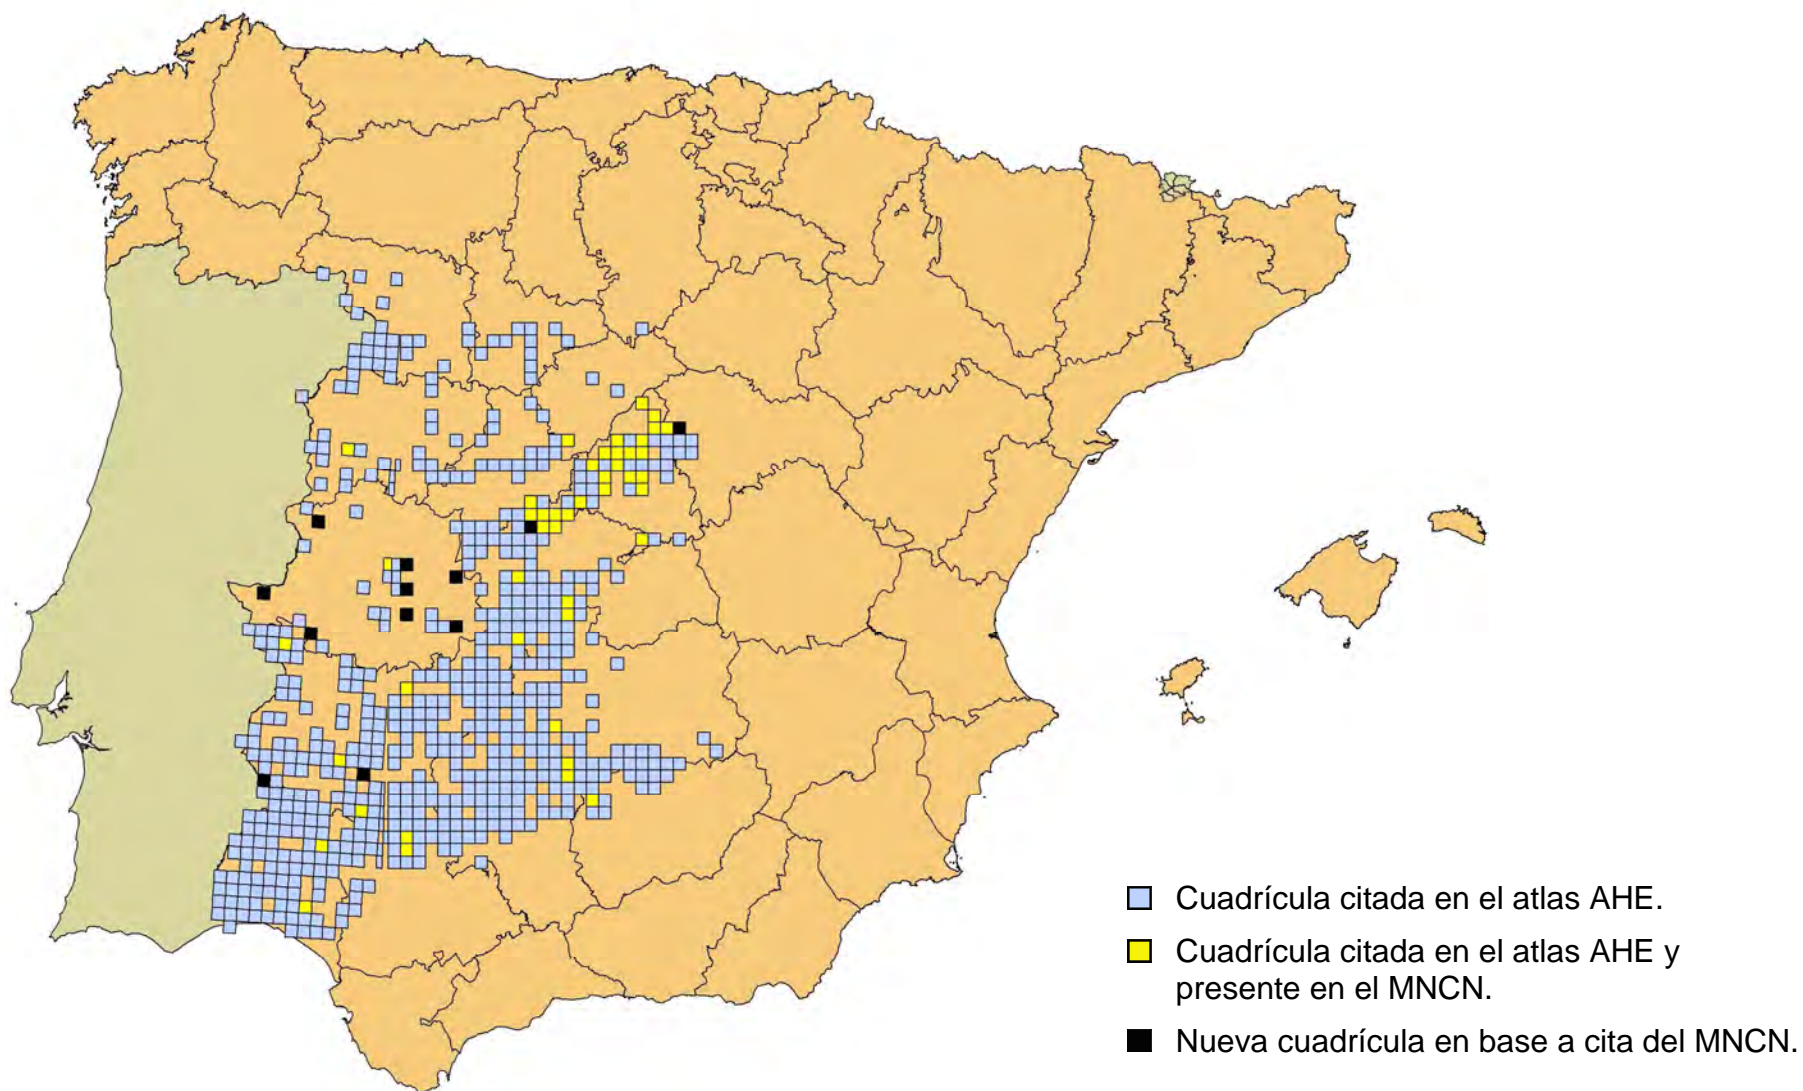 Cuadrícula citada en el atlas AHE.
Cuadrícula citada en el atlas AHE y
presente en el MNCN.
Nueva cuadrícula en base a cita del MNCN.